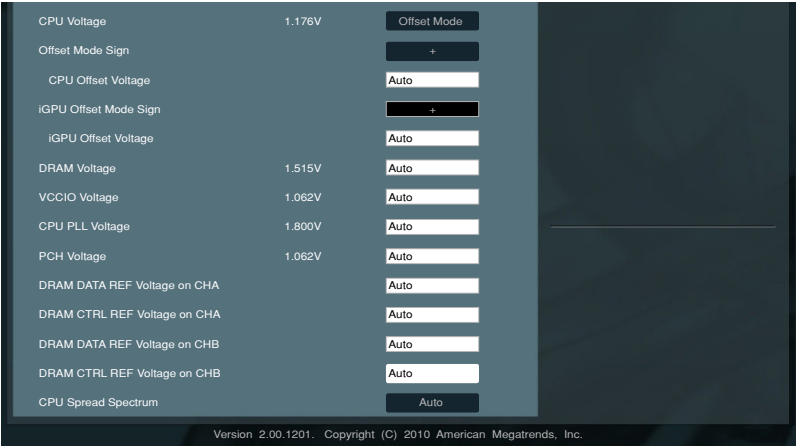 CPU Voltage 1.176V Offset Mode
Offset Mode Sign +
CPU Offset Voltage Auto
iGPU Offset Mode Sign +
iGPU Offset Voltage Auto
DRAM Voltage 1.515V Auto
VCCIO Voltage 1.062V Auto
CPU PLL Voltage 1.800V Auto
PCH Voltage 1.062V Auto
DRAM DATA REF Voltage on CHA Auto
DRAM CTRL REF Voltage on CHA Auto
DRAM DATA REF Voltage on CHB Auto
DRAM CTRL REF Voltage on CHB Auto
CPU Spread Spectrum Auto
Version 2.00.1201. Copyright (C) 2010 American Megatrends, Inc.